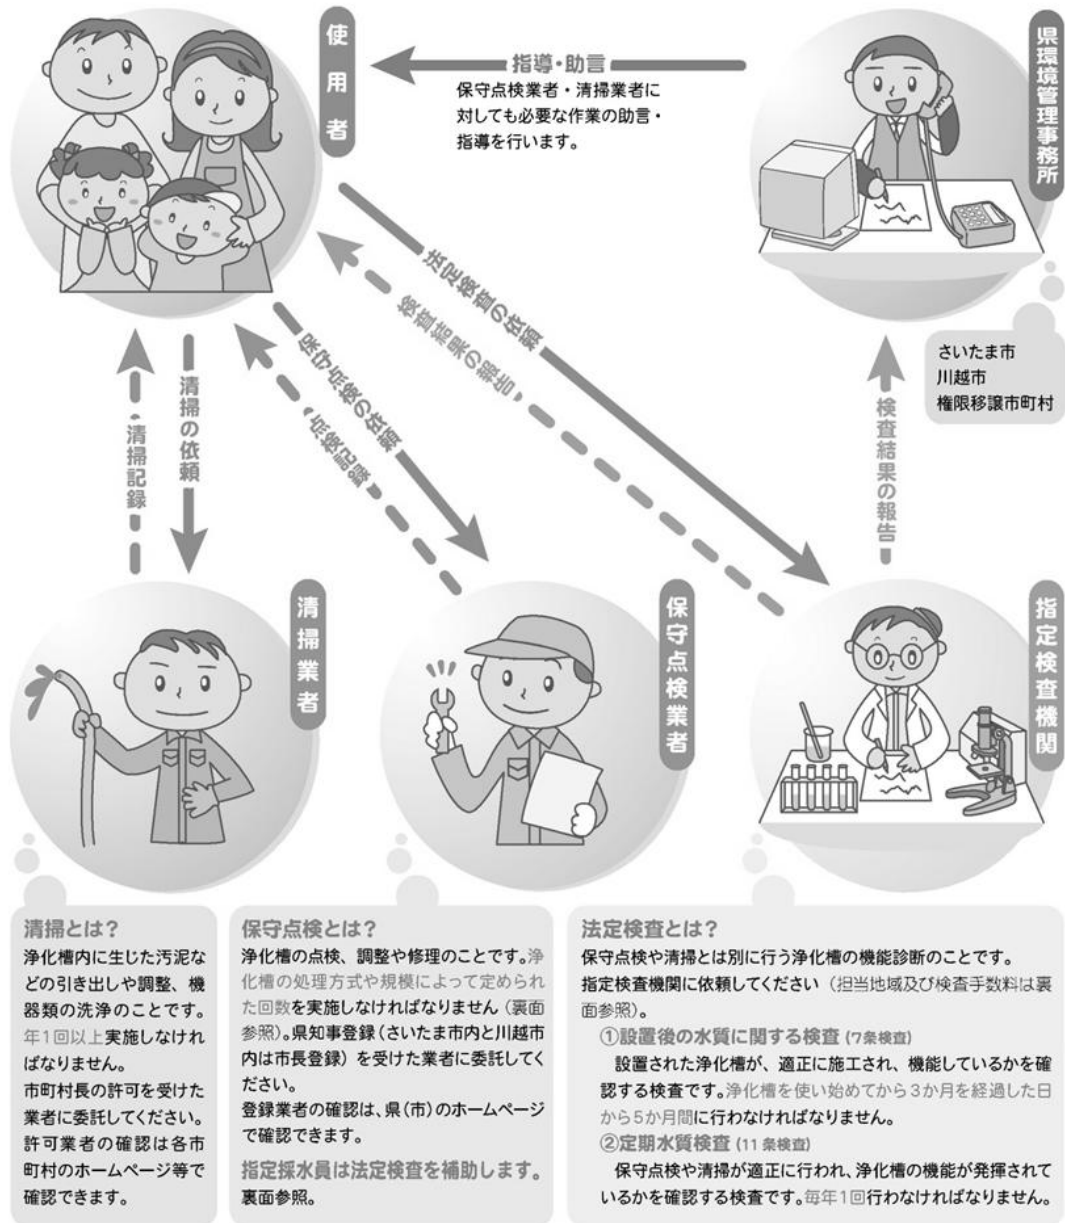 使用者
指導・助言
保守点検業者・清掃業者に
対しても必要な作業の助言・
指導を行います。
県環境管理事務所
さいたま市
川越市
権限移譲市町村
法定検査の依頼
検査結果の報告
保守点検の依頼
点検記録
清掃の依頼
清掃記録
検査結果の報告
清掃業者
保守点検業者
指定検査機関
清掃とは？
浄化槽内に生じた汚泥な
どの引き出しや調整、機
器類の洗浄のことです。
年1回以上実施しなけれ
ばなりません。
市町村長の許可を受けた
業者に委託してください。
許可業者の確認は各市
町村のホームページ等で
確認できます。
保守点検とは？
浄化槽の点検、調整や修理のことです。浄
化槽の処理方式や規模によって定められ
た回数を実施しなければなりません（裏面
参照）。県知事登録（さいたま市内と川越市
内は市長登録）を受けた業者に委託してく
ださい。
登録業者の確認は、県（市）のホームページ
で確認できます。
指定採水員は法定検査を補助します。
裏面参照。
法定検査とは？
保守点検や清掃とは別に行う浄化槽の機能診断のことです。
指定検査機関に依頼してください（担当地域及び検査手数料は裏
面参照）。
①設置後の水質に関する検査（7条検査）
設置された浄化槽が、適正に施工され、機能しているかを確
認する検査です。浄化槽を使い始めてから3か月を経過した日
から5か月間に行わなければなりません。
②定期水質検査（11条検査）
保守点検や清掃が適正に行われ、浄化槽の機能が発揮されて
いるかを確認する検査です。毎年1回行わなければなりません。